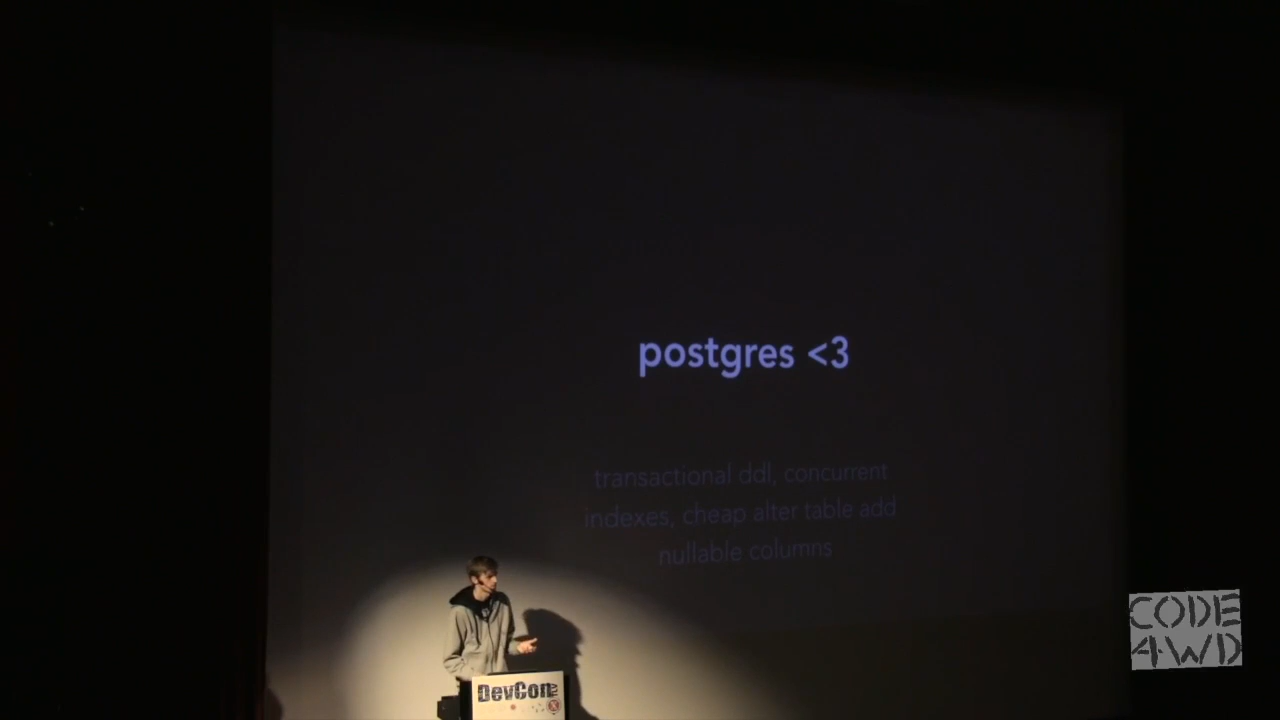 postgres <3
transactional ddl, concurrent
indexes, cheap alter table add
nullable columns
DevCon
CODE
4WD